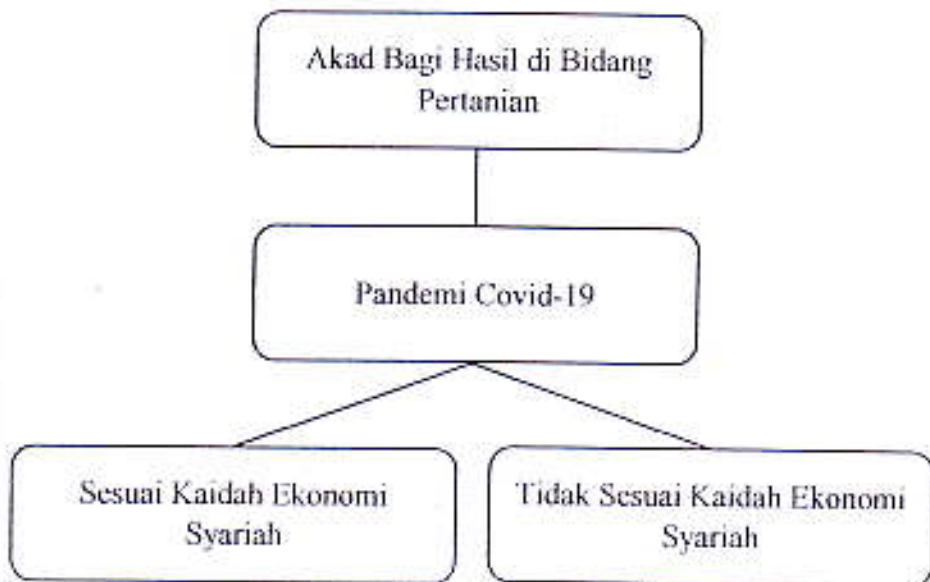 Akad Bagi Hasil di Bidang
Pertanian
Pandemi Covid-19
Sesuai Kaidah Ekonomi
Syariah
Tidak Sesuai Kaidah Ekonomi
Syariah